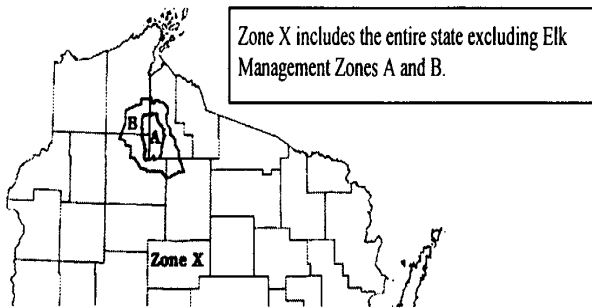 Zone X includes the entire state excluding Elk
Management Zones A and B.
B
A
Zone X